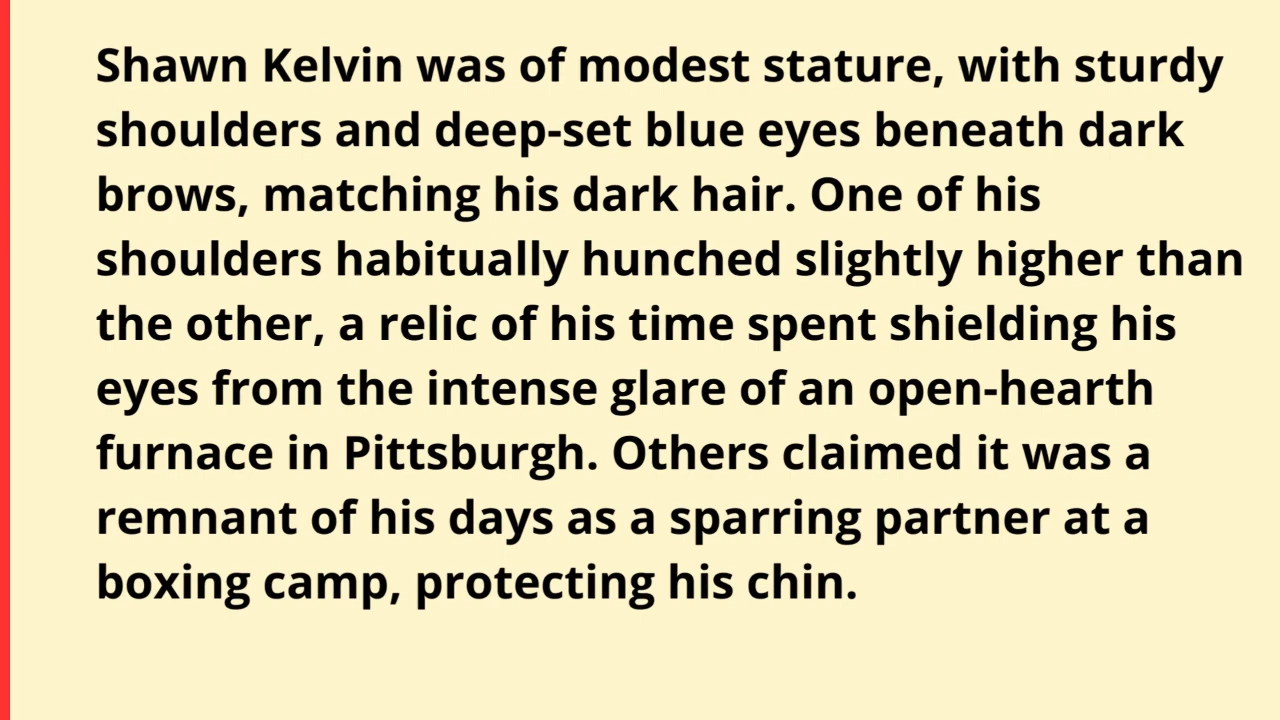 Shawn Kelvin was of modest stature, with sturdy
shoulders and deep-set blue eyes beneath dark
brows, matching his dark hair. One of his
shoulders habitually hunched slightly higher than
the other, a relic of his time spent shielding his
eyes from the intense glare of an open-hearth
furnace in Pittsburgh. Others claimed it was a
remnant of his days as a sparring partner at a
boxing camp, protecting his chin.